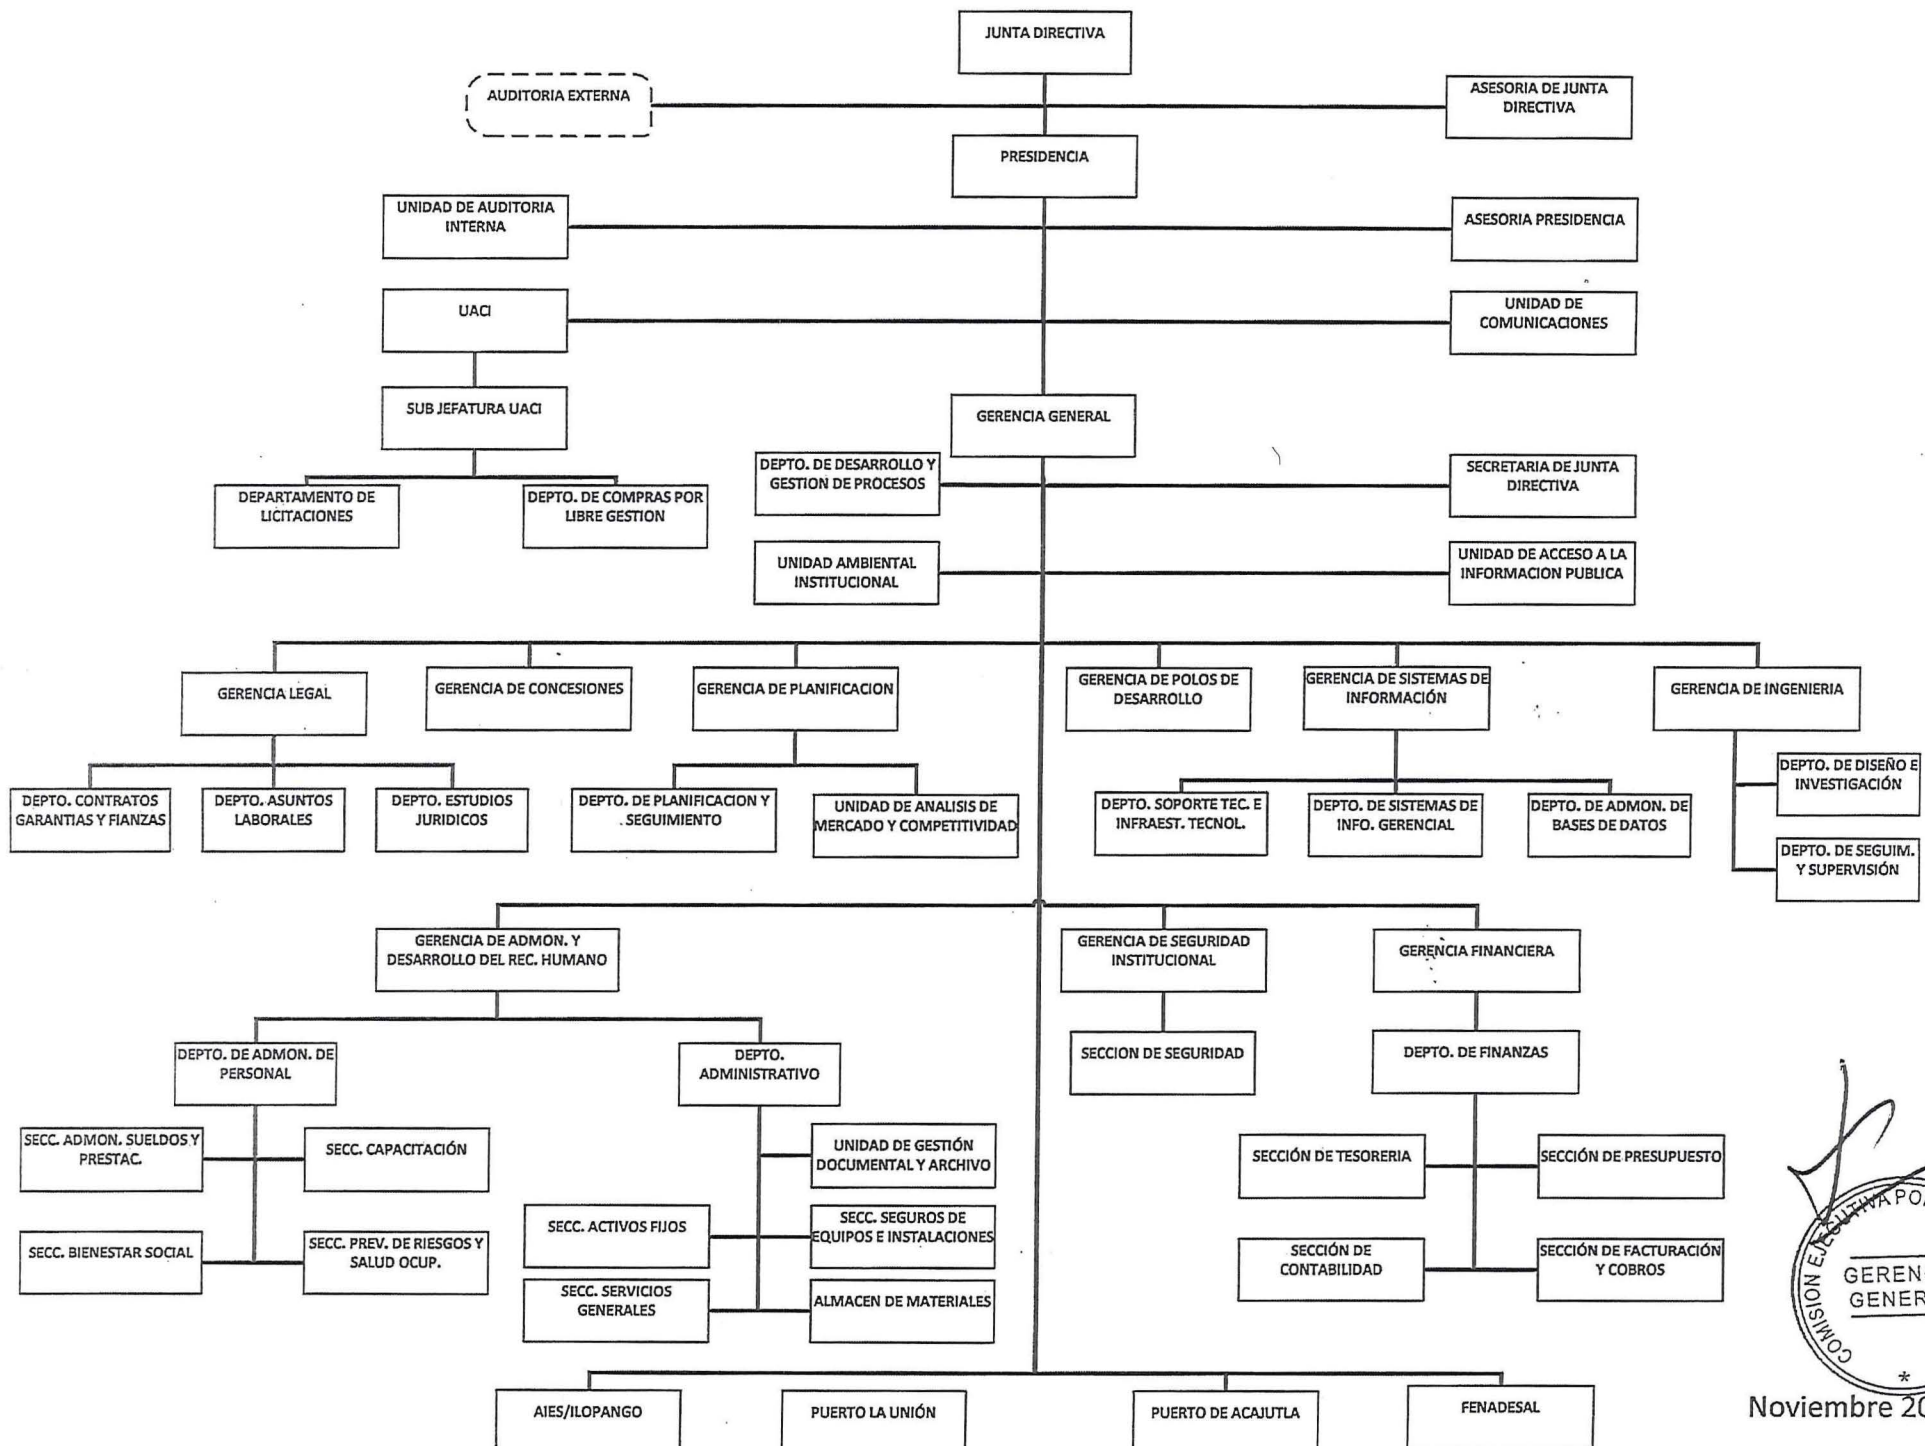 JUNTA DIRECTIVA
AUDITORIA EXTERNA
ASESORIA DE JUNTA
DIRECTIVA
PRESIDENCIA
UNIDAD DE AUDITORIA
INTERNA
ASESORIA PRESIDENCIA
UACI
UNIDAD DE
COMUNICACIONES
SUB JEFATURA UACI
GERENCIA GENERAL
DEPTO. DE DESARROLLO Y
GESTION DE PROCESOS
SECRETARIA DE JUNTA
DIRECTIVA
DEPARTAMENTO DE
LICITACIONES
DEPTO. DE COMPRAS POR
LIBRE GESTION
UNIDAD AMBIENTAL
INSTITUCIONAL
UNIDAD DE ACCESO A LA
INFORMACION PUBLICA
GERENCIA LEGAL
GERENCIA DE CONCESIONES
GERENCIA DE PLANIFICACION
GERENCIA DE POLOS DE
DESARROLLO
GERENCIA DE SISTEMAS DE
INFORMACIÓN
GERENCIA DE INGENIERIA
DEPTO. CONTRATOS
GARANTIAS Y FIANZAS
DEPTO. ASUNTOS
LABORALES
DEPTO. ESTUDIOS
JURIDICOS
DEPTO. DE PLANIFICACION Y
SEGUIMIENTO
UNIDAD DE ANALISIS DE
MERCADO Y COMPETITIVIDAD
DEPTO. SOPORTE TEC. E
INFRAEST. TECNOL.
DEPTO. DE SISTEMAS DE
INFO. GERENCIAL
DEPTO. DE ADMON. DE
BASES DE DATOS
DEPTO. DE DISEÑO E
INVESTIGACIÓN
DEPTO. DE SEGUIM.
Y SUPERVISIÓN
GERENCIA DE ADMON. Y
DESARROLLO DEL REC. HUMANO
GERENCIA DE SEGURIDAD
INSTITUCIONAL
GERENCIA FINANCIERA
DEPTO. DE ADMON. DE
PERSONAL
DEPTO.
ADMINISTRATIVO
SECCION DE SEGURIDAD
DEPTO. DE FINANZAS
SECC. ADMON. SUELDOS Y
PRESTAC.
SECC. CAPACITACIÓN
UNIDAD DE GESTIÓN
DOCUMENTAL Y ARCHIVO
SECCIÓN DE TESORERIA
SECCIÓN DE PRESUPUESTO
SECC. BIENESTAR SOCIAL
SECC. PREV. DE RIESGOS Y
SALUD OCUP.
SECC. ACTIVOS FIJOS
SECC. SEGUROS DE
EQUIPOS E INSTALACIONES
SECCIÓN DE
CONTABILIDAD
SECCIÓN DE FACTURACIÓN
Y COBROS
SECC. SERVICIOS
GENERALES
ALMACEN DE MATERIALES
AIES/ILOPANGO
PUERTO LA UNIÓN
PUERTO DE ACAJUTLA
FENADESAL
COMISION EJECUTIVA PO
GEREN
GENER
*
Noviembre 20